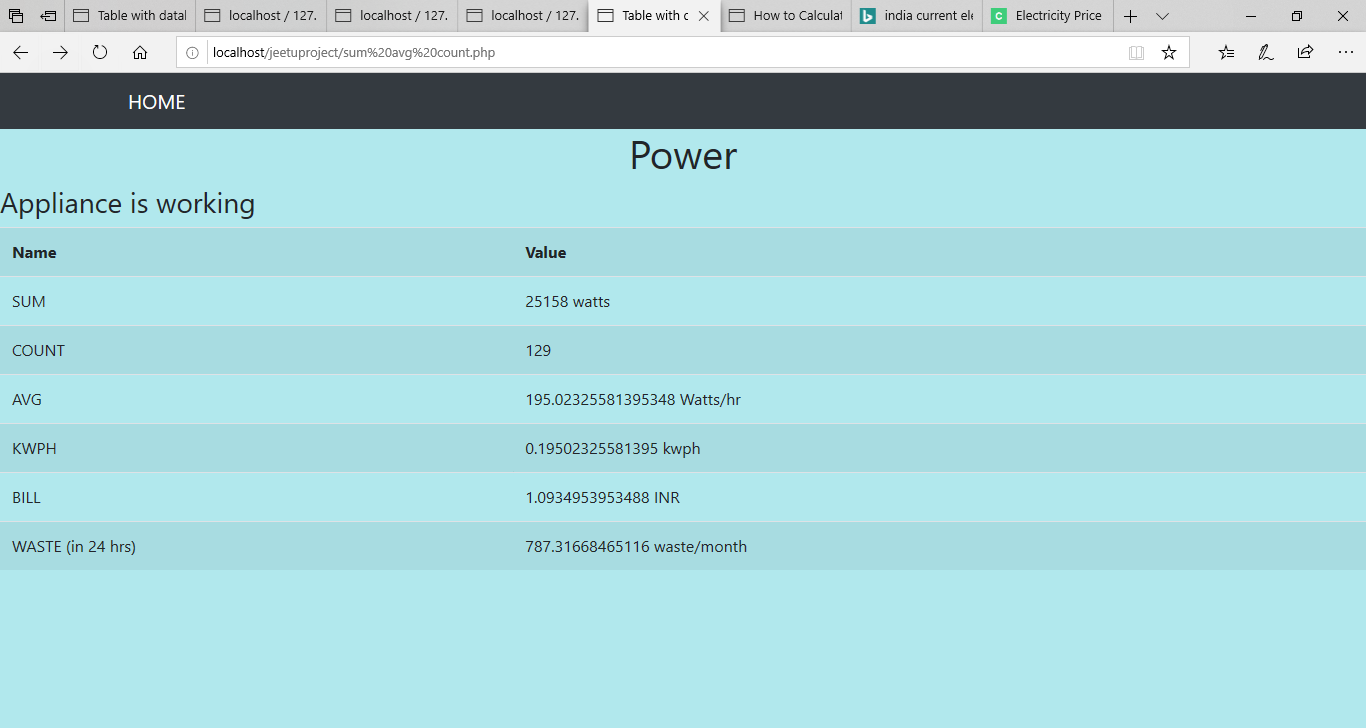 Table with datal
localhost / 127.
localhost / 127.
localhost / 127.
Table with d
How to Calculat
india current ele
Electricity Price
localhost/jeetuproject/sum%20avg%20count.php
HOME
Power
Appliance is working
Name Value
SUM 25158 watts
COUNT 129
AVG 195.02325581395348 Watts/hr
KWPH 0.19502325581395 kwph
BILL 1.0934953953488 INR
WASTE (in 24 hrs) 787.31668465116 waste/month